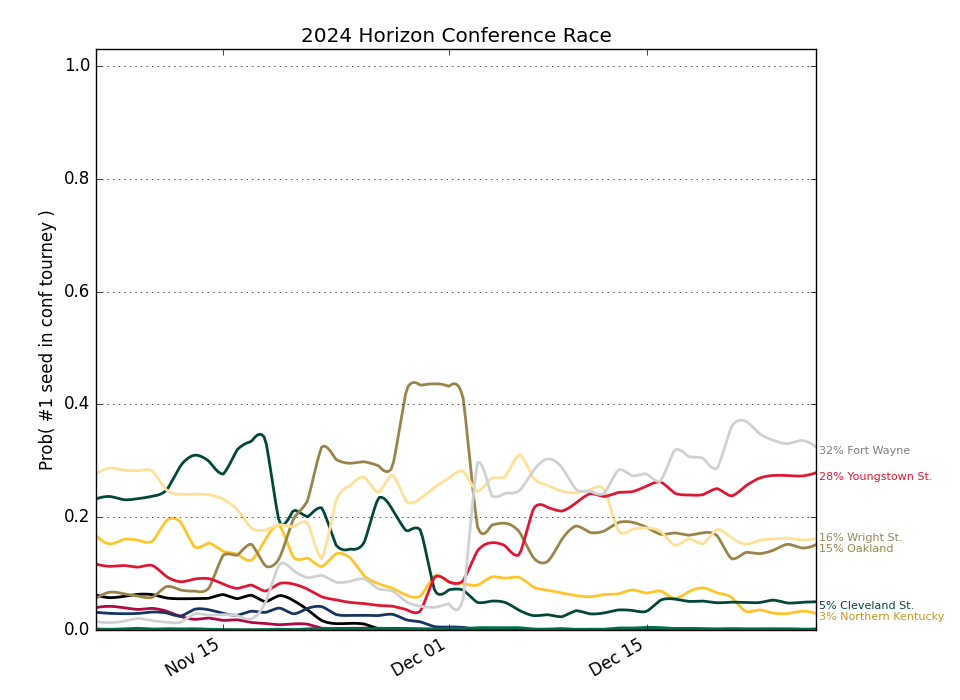 2024 Horizon Conference Race
Prob( #1 seed in conf tourney )
1.0
0.8
0.6
0.4
0.2
0.0
Nov 15
Dec 01
Dec 15
32% Fort Wayne
28% Youngstown St.
16% Wright St.
15% Oakland
5% Cleveland St.
3% Northern Kentucky